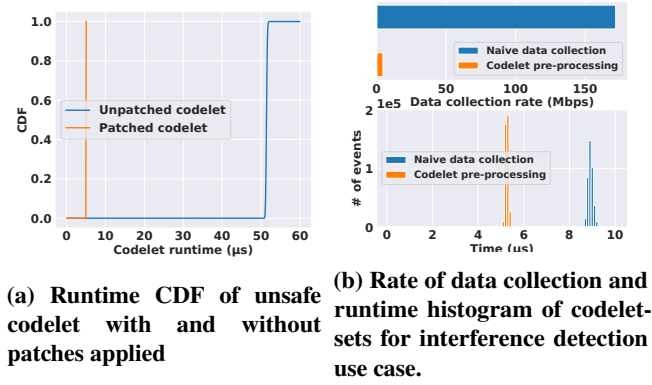 1.0
0.8
0.6
0.4
0.2
0.0
CDF
Unpatched codelet
Patched codelet
0 10 20 30 40 50 60
Codelet runtime (μs)
Naive data collection
Codelet pre-processing
0 50 100 150
Data collection rate (Mbps)
1e5
2
1
0
# of events
Naive data collection
Codelet pre-processing
0 2 4 6 8 10
Time (μs)
(a) Runtime CDF of unsafe
codelet with and without
patches applied
(b) Rate of data collection and
runtime histogram of codelet-
sets for interference detection
use case.